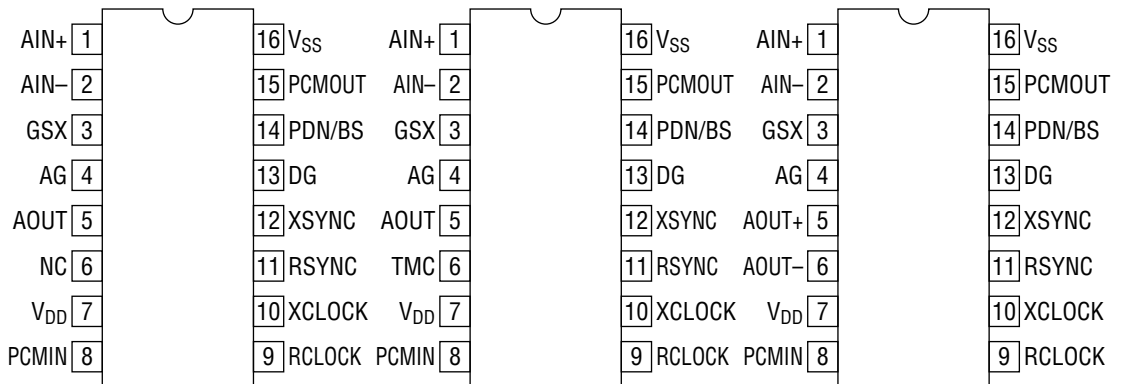 AIN+ 1 16 VSS AIN+ 1 16 VSS AIN+ 1 16 VSS
AIN– 2 15 PCMOUT AIN– 2 15 PCMOUT AIN– 2 15 PCMOUT
GSX 3 14 PDN/BS GSX 3 14 PDN/BS GSX 3 14 PDN/BS
AG 4 13 DG AG 4 13 DG AG 4 13 DG
AOUT 5 12 XSYNC AOUT 5 12 XSYNC AOUT+ 5 12 XSYNC
NC 6 11 RSYNC TMC 6 11 RSYNC AOUT– 6 11 RSYNC
VDD 7 10 XCLOCK VDD 7 10 XCLOCK VDD 7 10 XCLOCK
PCMIN 8 9 RCLOCK PCMIN 8 9 RCLOCK PCMIN 8 9 RCLOCK